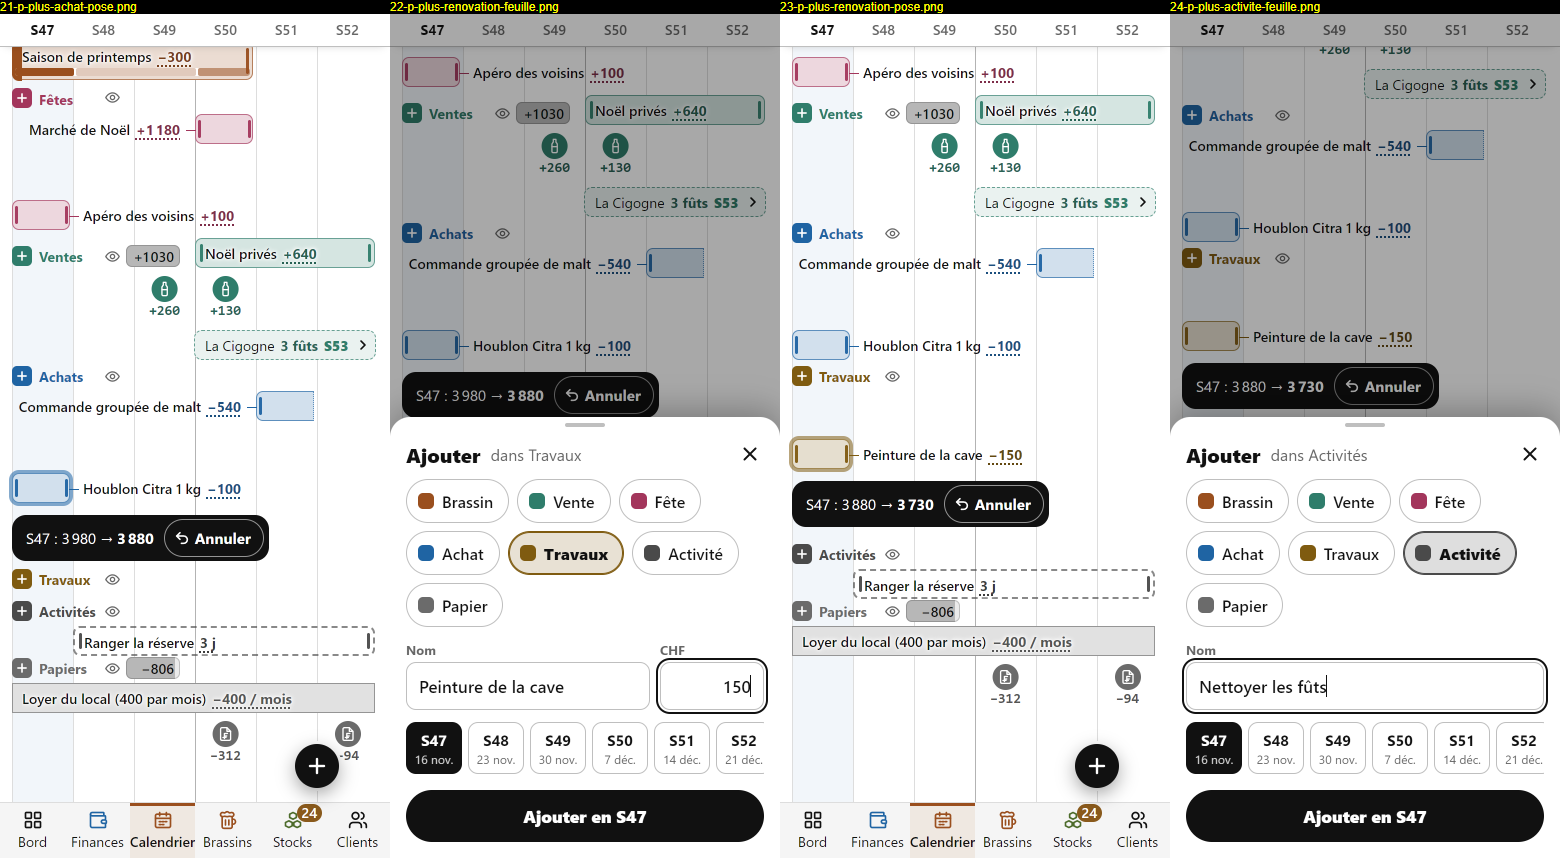 21-p-plus-achat-pose.png
S47 S48 S49 S50 S51 S52
Saison de printemps −300
Fêtes
Marché de Noël +1180
Apéro des voisins +100
Ventes +1030 Noël privés +640
+260 +130
La Cigogne 3 fûts S53
Achats
Commande groupée de malt −540
Houblon Citra 1 kg −100
S47 : 3 980 → 3 880 Annuler
Travaux
Activités
Ranger la réserve 3 j
Papiers −806
Loyer du local (400 par mois) −400 / mois
−312 -94
Bord Finances Calendrier Brassins 24 Stocks Clients
22-p-plus-renovation-feuille.png
S47 S48 S49 S50 S51 S52
Apéro des voisins +100
Ventes +1030 Noël privés +640
+260 +130
La Cigogne 3 fûts S53
Achats
Commande groupée de malt −540
Houblon Citra 1 kg −100
S47 : 3 980 → 3 880 Annuler
Ajouter dans Travaux
Brassin Vente Fête
Achat Travaux Activité
Papier
Nom CHF
Peinture de la cave 150
S47 S48 S49 S50 S51 S52
16 nov. 23 nov. 30 nov. 7 déc. 14 déc. 21 déc.
Ajouter en S47
23-p-plus-renovation-pose.png
S47 S48 S49 S50 S51 S52
Apéro des voisins +100
Ventes +1030 Noël privés +640
+260 +130
La Cigogne 3 fûts S53
Achats
Commande groupée de malt −540
Houblon Citra 1 kg −100
Travaux
Peinture de la cave −150
S47 : 3 880 → 3 730 Annuler
Activités
Ranger la réserve 3 j
Papiers −806
Loyer du local (400 par mois) −400 / mois
−312 −94
Bord Finances Calendrier Brassins 24 Stocks Clients
24-p-plus-activite-feuille.png
S47 S48 S49 S50 S51 S52
+260 +130
La Cigogne 3 fûts S53
Achats
Commande groupée de malt −540
Houblon Citra 1 kg −100
Travaux
Peinture de la cave −150
S47 : 3 880 → 3 730 Annuler
Ajouter dans Activités
Brassin Vente Fête
Achat Travaux Activité
Papier
Nom
Nettoyer les fûts
S47 S48 S49 S50 S51 S52
16 nov. 23 nov. 30 nov. 7 déc. 14 déc. 21 déc.
Ajouter en S47